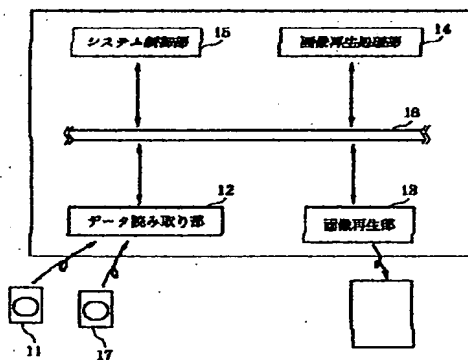 システム制御部
15
画像再生処理部
14
16
データ読み取り部
12
画像再生部
13
11
17